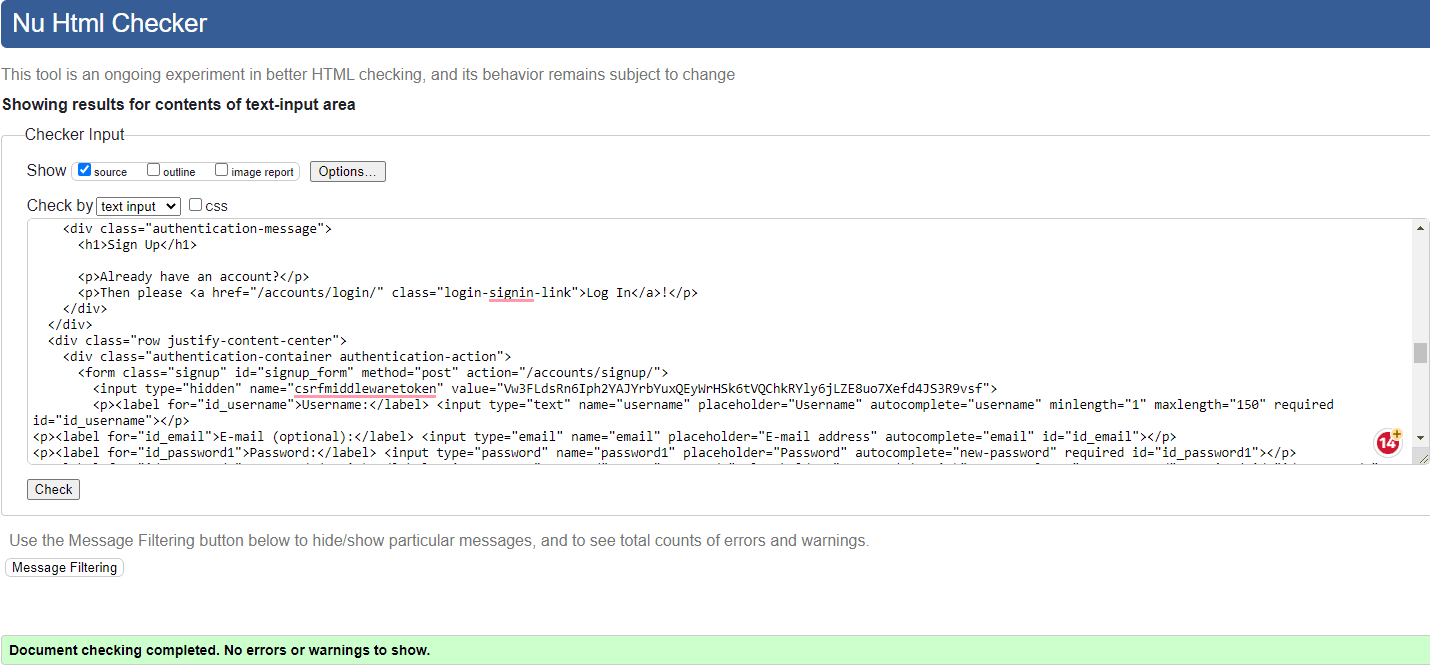 Nu Html Checker
This tool is an ongoing experiment in better HTML checking, and its behavior remains subject to change
Showing results for contents of text-input area
Checker Input
Show source outline image report Options...
Check by text input css
<div class="authentication-message">
<h1>Sign Up</h1>
<p>Already have an account?</p>
<p>Then please <a href="/accounts/login/" class="login-signin-link">Log In</a>!</p>
</div>
</div>
<div class="row justify-content-center">
<div class="authentication-container authentication-action">
<form class="signup" id="signup_form" method="post" action="/accounts/signup/">
<input type="hidden" name="csrfmiddlewaretoken" value="Vw3FLdsRn6Iph2YAJYrbYuxQEyWrHSk6tVQChkRYly6jLZE8uo7Xefd4JS3R9vsf">
<p><label for="id_username">Username:</label> <input type="text" name="username" placeholder="Username" autocomplete="username" minlength="1" maxlength="150" required
id="id_username"></p>
<p><label for="id_email">E-mail (optional):</label> <input type="email" name="email" placeholder="E-mail address" autocomplete="email" id="id_email"></p>
<p><label for="id_password1">Password:</label> <input type="password" name="password1" placeholder="Password" autocomplete="new-password" required id="id_password1"></p>
14+
Check
Use the Message Filtering button below to hide/show particular messages, and to see total counts of errors and warnings.
Message Filtering
Document checking completed. No errors or warnings to show.